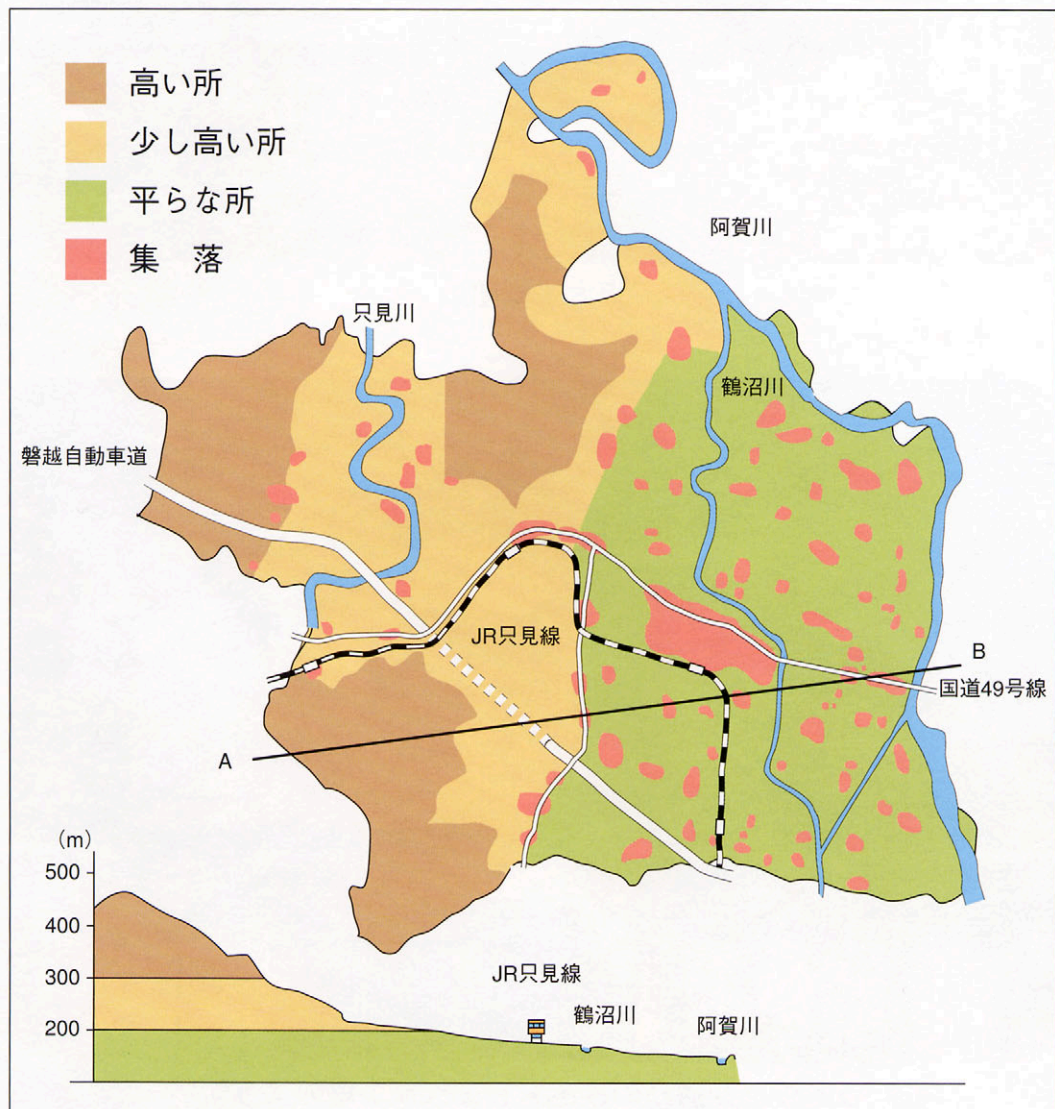 高い所
少し高い所
平らな所
集　落
阿賀川
只見川
鶴沼川
磐越自動車道
JR只見線
B
国道49号線
A
(m)
500
400
300
200
JR只見線
鶴沼川
阿賀川